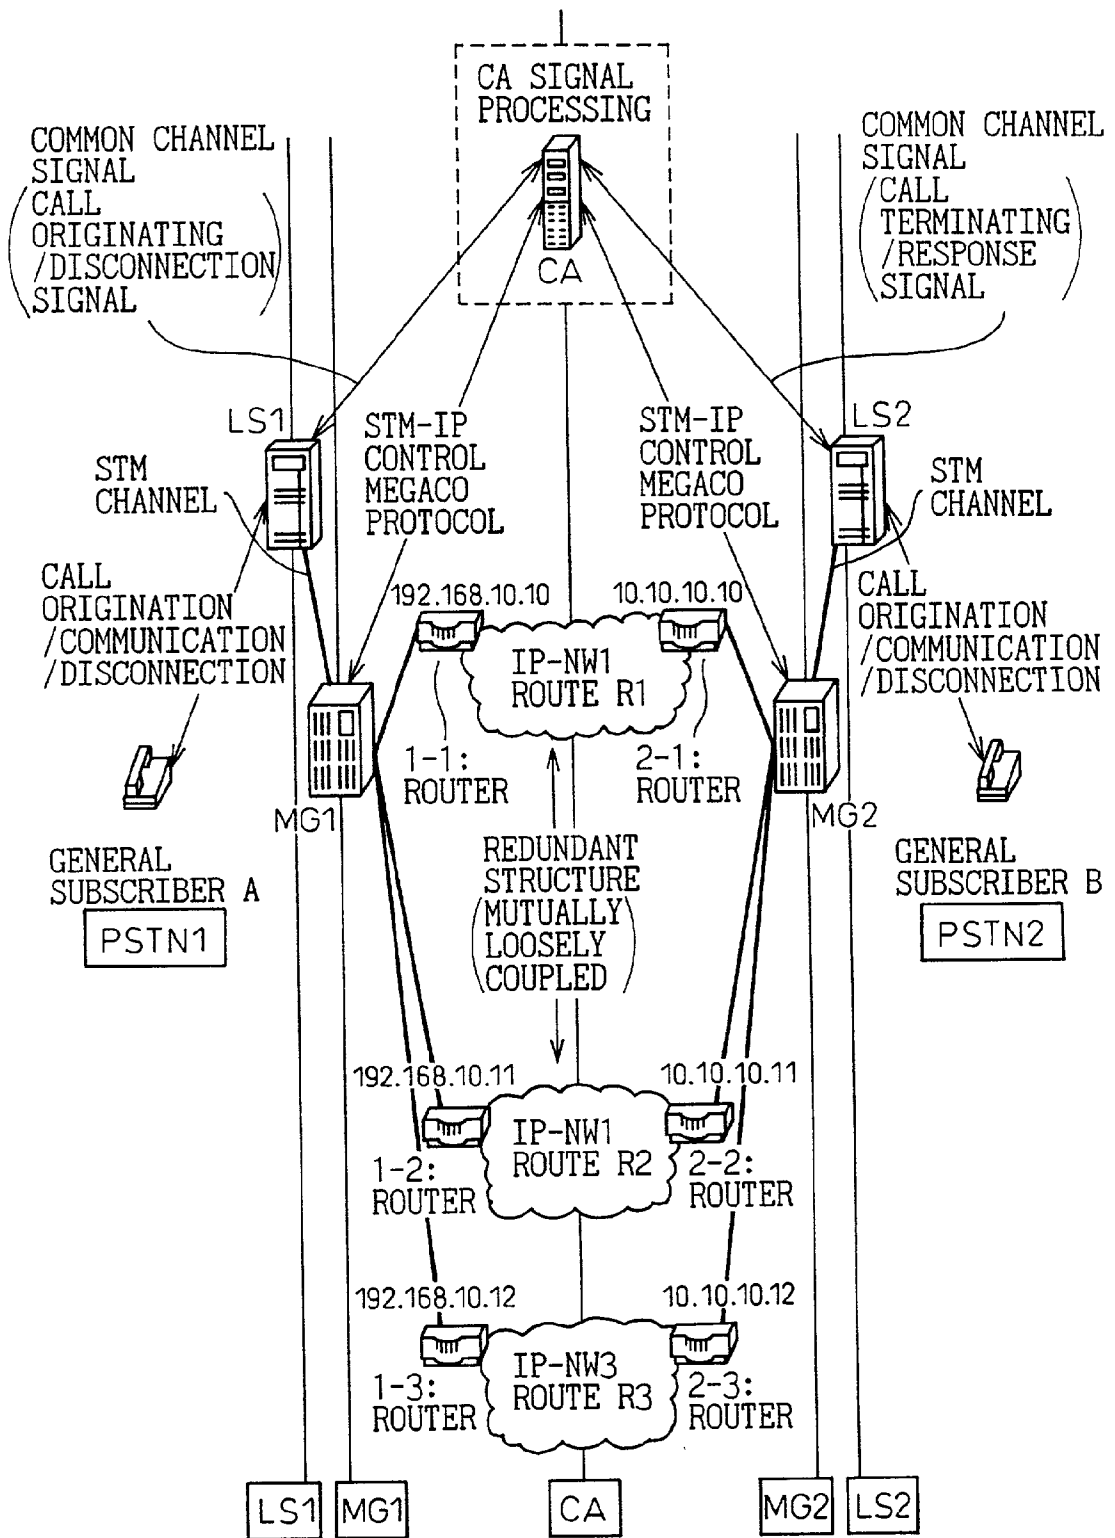 CA SIGNAL
PROCESSING
CA
COMMON CHANNEL
SIGNAL
CALL
ORIGINATING
/DISCONNECTION
SIGNAL
COMMON CHANNEL
SIGNAL
CALL
TERMINATING
/RESPONSE
SIGNAL
LS1
STM
CHANNEL
STM-IP
CONTROL
MEGACO
PROTOCOL
STM-IP
CONTROL
MEGACO
PROTOCOL
LS2
STM
CHANNEL
CALL
ORIGINATION
/COMMUNICATION
/DISCONNECTION
192.168.10.10
10.10.10.10
CALL
ORIGINATION
/COMMUNICATION
/DISCONNECTION
IP-NW1
ROUTE R1
1-1:
ROUTER
2-1:
ROUTER
MG1
MG2
GENERAL
SUBSCRIBER A
PSTN1
REDUNDANT
STRUCTURE
(MUTUALLY
LOOSELY
COUPLED)
GENERAL
SUBSCRIBER B
PSTN2
192.168.10.11
10.10.10.11
IP-NW1
ROUTE R2
1-2:
ROUTER
2-2:
ROUTER
192.168.10.12
10.10.10.12
IP-NW3
ROUTE R3
1-3:
ROUTER
2-3:
ROUTER
LS1
MG1
CA
MG2
LS2